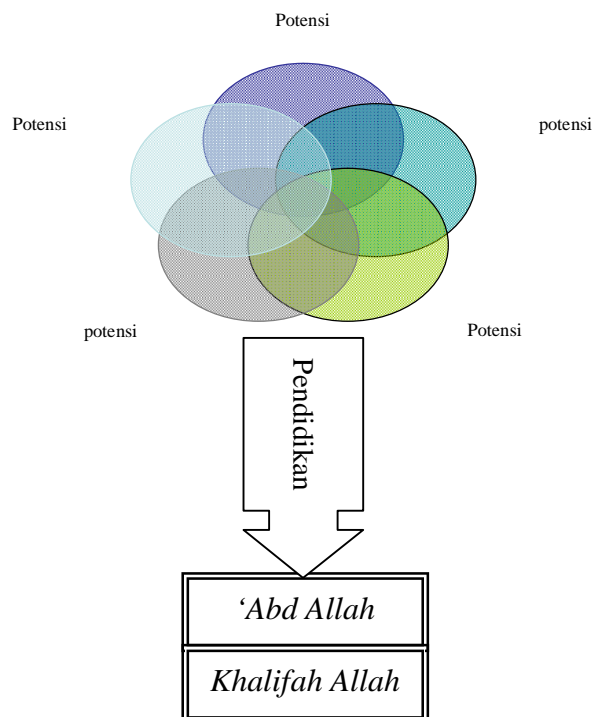 Potensi
Potensi
potensi
potensi
Potensi
Pendidikan
‘Abd Allah
Khalifah Allah